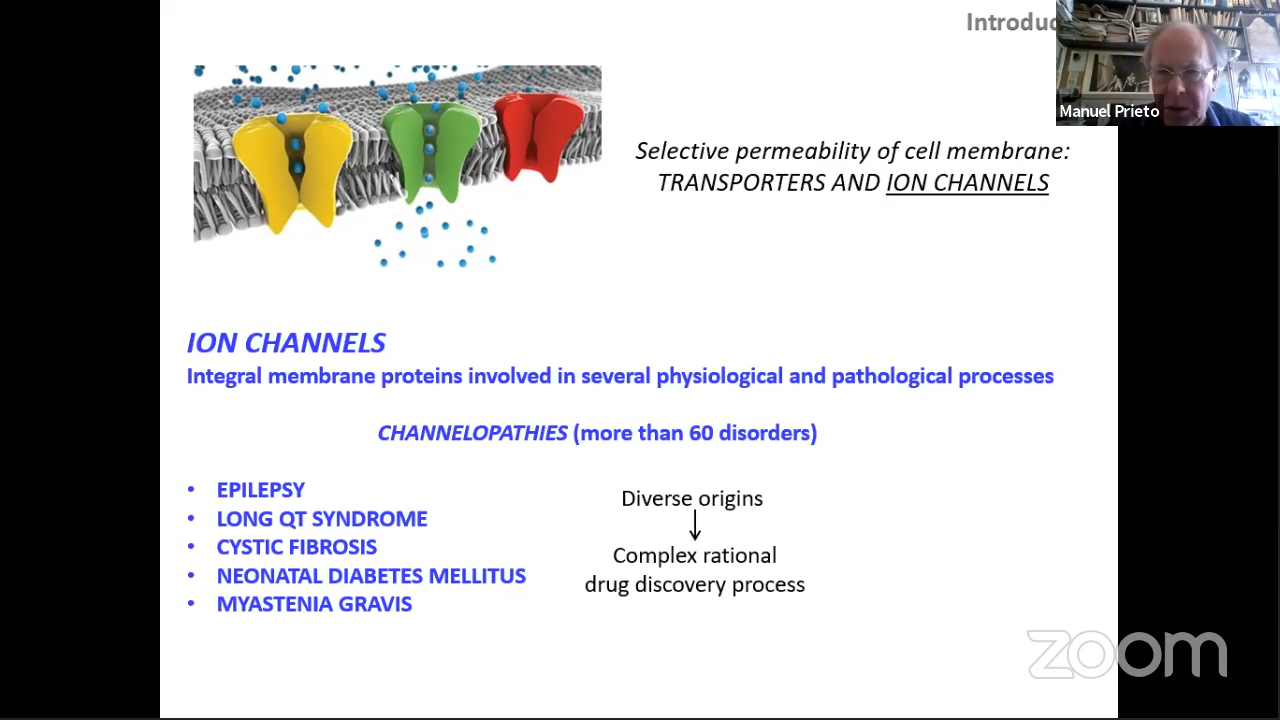 Introduc
Manuel Prieto
Selective permeability of cell membrane:
TRANSPORTERS AND ION CHANNELS
ION CHANNELS
Integral membrane proteins involved in several physiological and pathological processes
CHANNELOPATHIES (more than 60 disorders)
• EPILEPSY
• LONG QT SYNDROME
• CYSTIC FIBROSIS
• NEONATAL DIABETES MELLITUS
• MYASTENIA GRAVIS
Diverse origins
Complex rational
drug discovery process
zoom